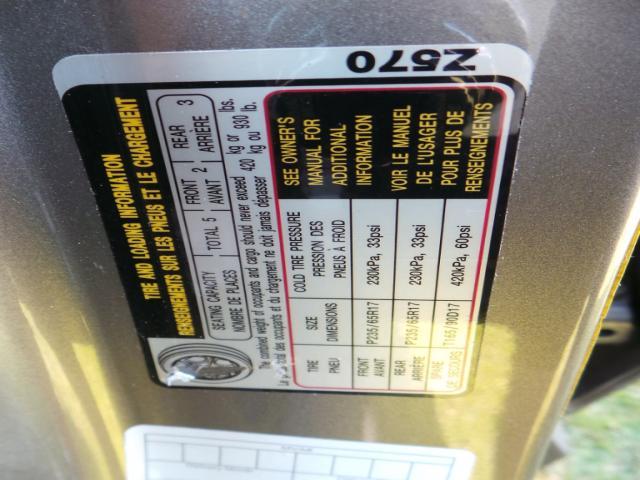 Z570
TIRE AND LOADING INFORMATION
RENSEIGNEMENTS SUR LES PNEUS ET LE CHARGEMENT
SEATING CAPACITY
NOMBRE DE PLACES
TOTAL 5
FRONT
AVANT
2
REAR
ARRIÈRE
3
The combined weight of occupants and cargo should never exceed 420 kg or 930 lbs.
total des occupants et du chargement ne doit jamais dépasser 420 kg ou 930 lb.
TIRE
PNEU
SIZE
DIMENSIONS
COLD TIRE PRESSURE
PRESSION DES
PNEUS À FROID
FRONT
AVANT
P235/65R17
230kPa, 33psi
REAR
ARRIÈRE
P235/65R17
230kPa, 33psi
SPARE
DE SECOURS
T165/90D17
420kPa, 60psi
SEE OWNER'S
MANUAL FOR
ADDITIONAL
INFORMATION
VOIR LE MANUEL
DE L'USAGER
POUR PLUS DE
RENSEIGNEMENTS